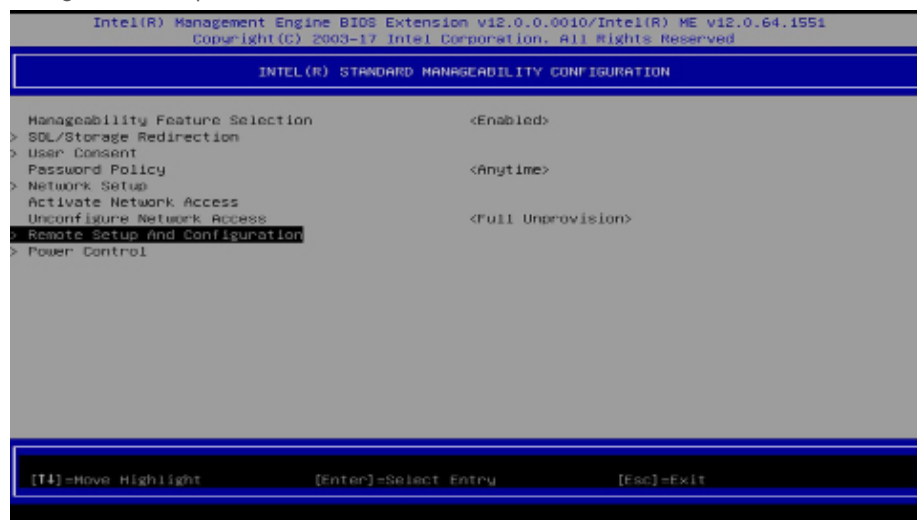 Intel(R) Management Engine BIOS Extension v12.0.0.0010/Intel(R) ME v12.0.64.1551
Copyright(C) 2003-17 Intel Corporation. All Rights Reserved
INTEL(R) STANDARD MANAGEABILITY CONFIGURATION
Manageability Feature Selection <Enabled>
> SOL/Storage Redirection
> User Consent
Password Policy <Anytime>
> Network Setup
Activate Network Access
Unconfigure Network Access <Full Unprovision>
> Remote Setup And Configuration
> Power Control
[↑↓]=Move Highlight [Enter]=Select Entry [Esc]=Exit